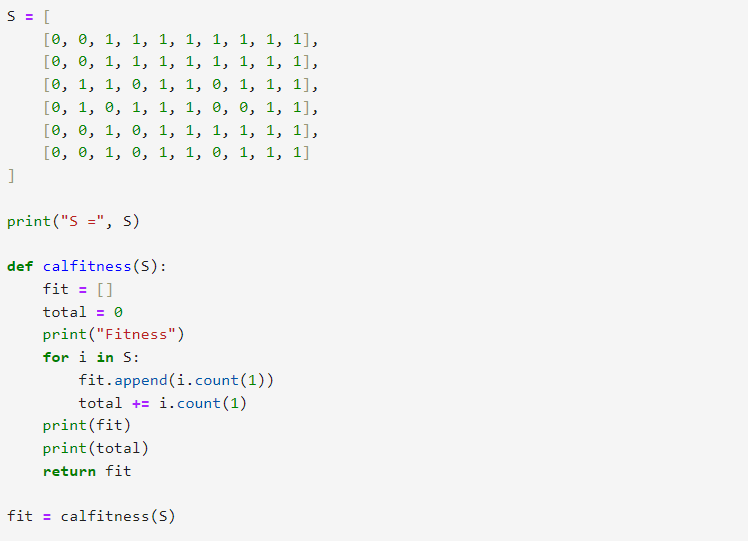 S = [
    [0, 0, 1, 1, 1, 1, 1, 1, 1, 1],
    [0, 0, 1, 1, 1, 1, 1, 1, 1, 1],
    [0, 1, 1, 0, 1, 1, 0, 1, 1, 1],
    [0, 1, 0, 1, 1, 1, 0, 0, 1, 1],
    [0, 0, 1, 0, 1, 1, 1, 1, 1, 1],
    [0, 0, 1, 0, 1, 1, 0, 1, 1, 1]
]

print("S =", S)

def calfitness(S):
    fit = []
    total = 0
    print("Fitness")
    for i in S:
        fit.append(i.count(1))
        total += i.count(1)
    print(fit)
    print(total)
    return fit

fit = calfitness(S)